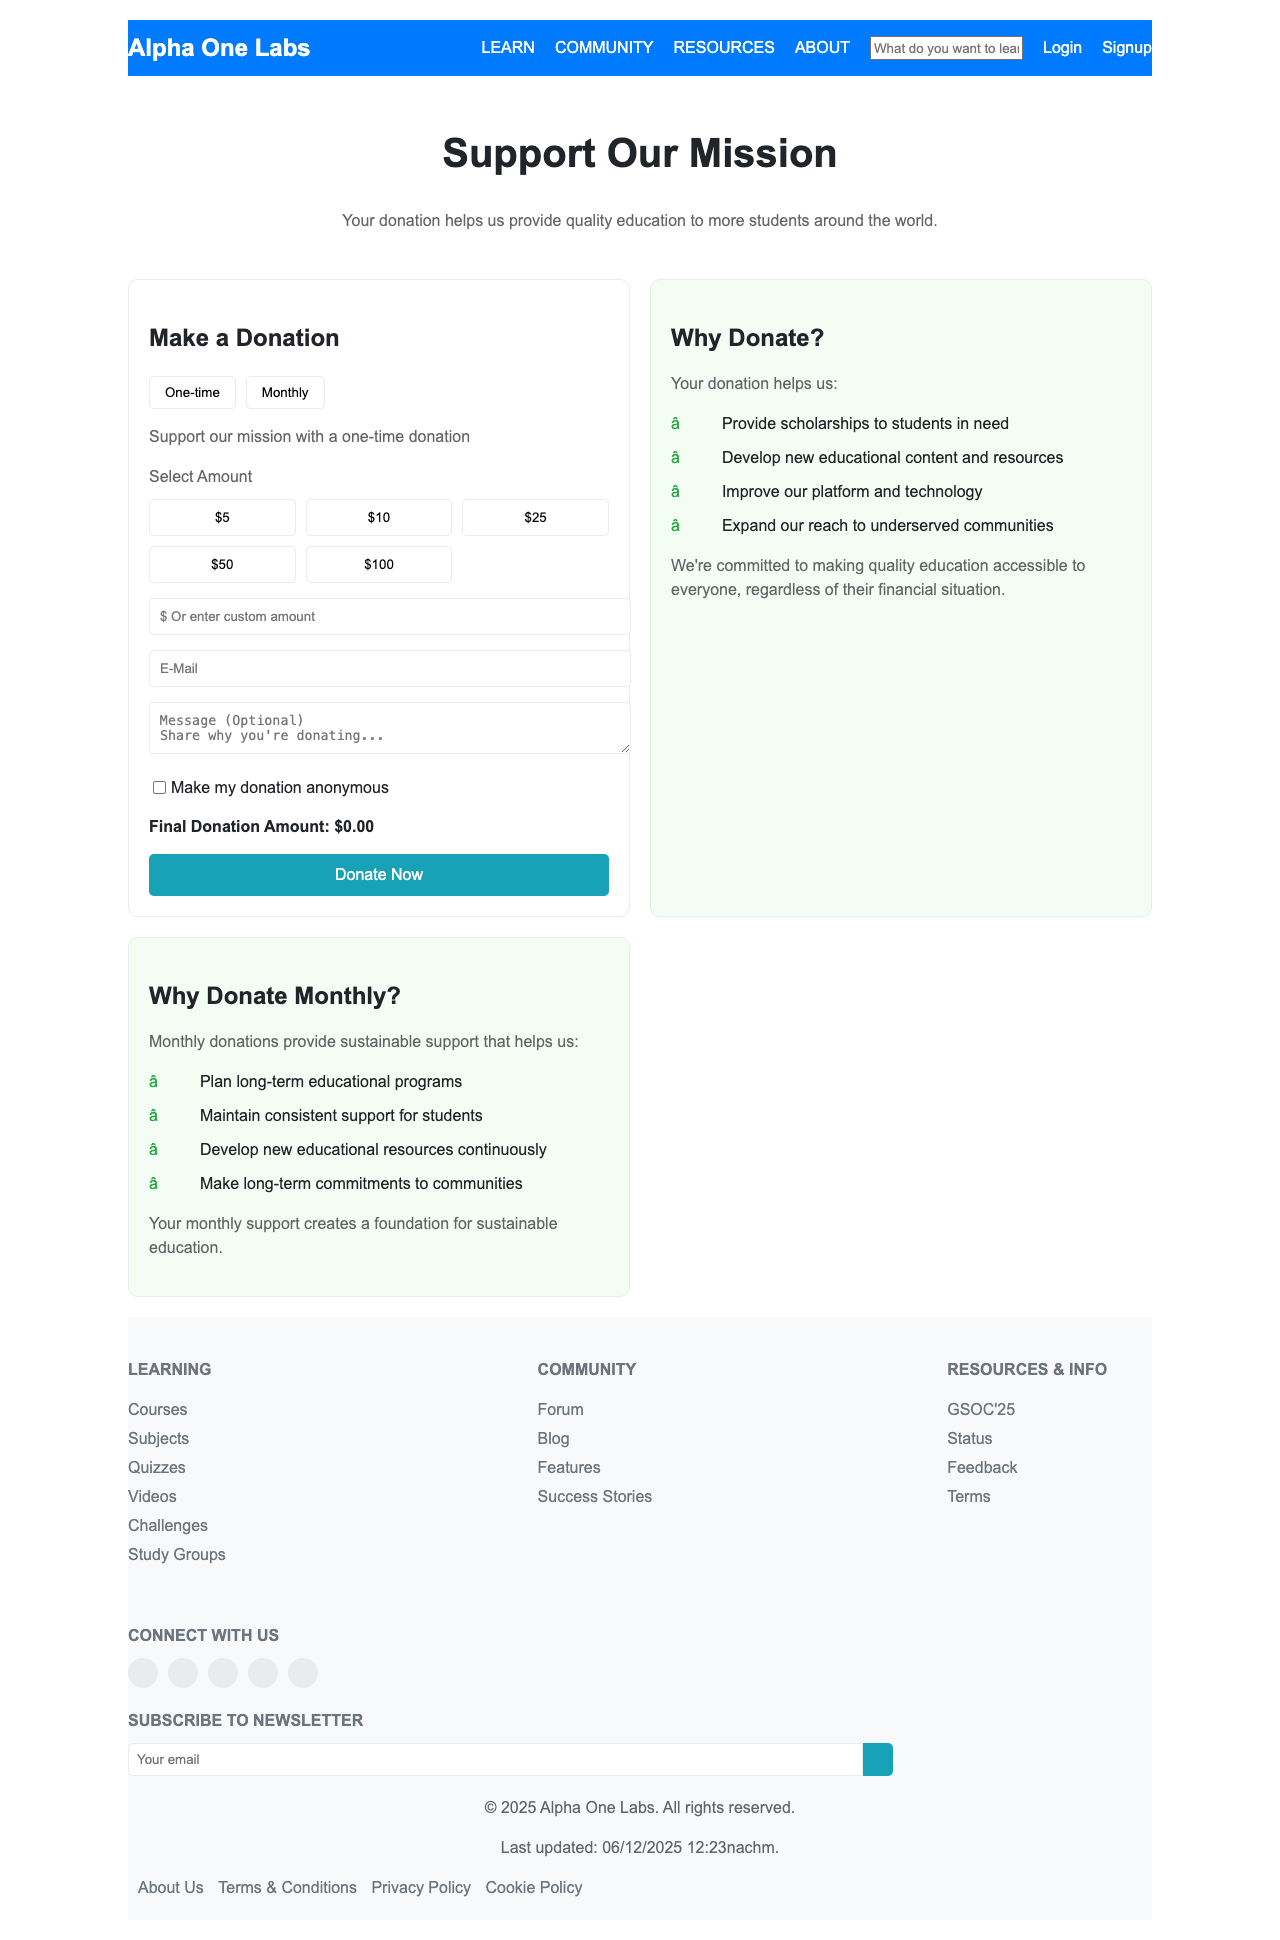 Alpha One Labs
LEARN COMMUNITY RESOURCES ABOUT What do you want to lear Login Signup
Support Our Mission
Your donation helps us provide quality education to more students around the world.
Make a Donation
One-time Monthly
Support our mission with a one-time donation
Select Amount
$5 $10 $25
$50 $100
$ Or enter custom amount
E-Mail
Message (Optional)
Share why you're donating...
Make my donation anonymous
Final Donation Amount: $0.00
Donate Now
Why Donate?
Your donation helps us:
â Provide scholarships to students in need
â Develop new educational content and resources
â Improve our platform and technology
â Expand our reach to underserved communities
We're committed to making quality education accessible to
everyone, regardless of their financial situation.
Why Donate Monthly?
Monthly donations provide sustainable support that helps us:
â Plan long-term educational programs
â Maintain consistent support for students
â Develop new educational resources continuously
â Make long-term commitments to communities
Your monthly support creates a foundation for sustainable
education.
LEARNING
Courses
Subjects
Quizzes
Videos
Challenges
Study Groups
COMMUNITY
Forum
Blog
Features
Success Stories
RESOURCES & INFO
GSOC'25
Status
Feedback
Terms
CONNECT WITH US
SUBSCRIBE TO NEWSLETTER
Your email
© 2025 Alpha One Labs. All rights reserved.
Last updated: 06/12/2025 12:23nachm.
About Us Terms & Conditions Privacy Policy Cookie Policy